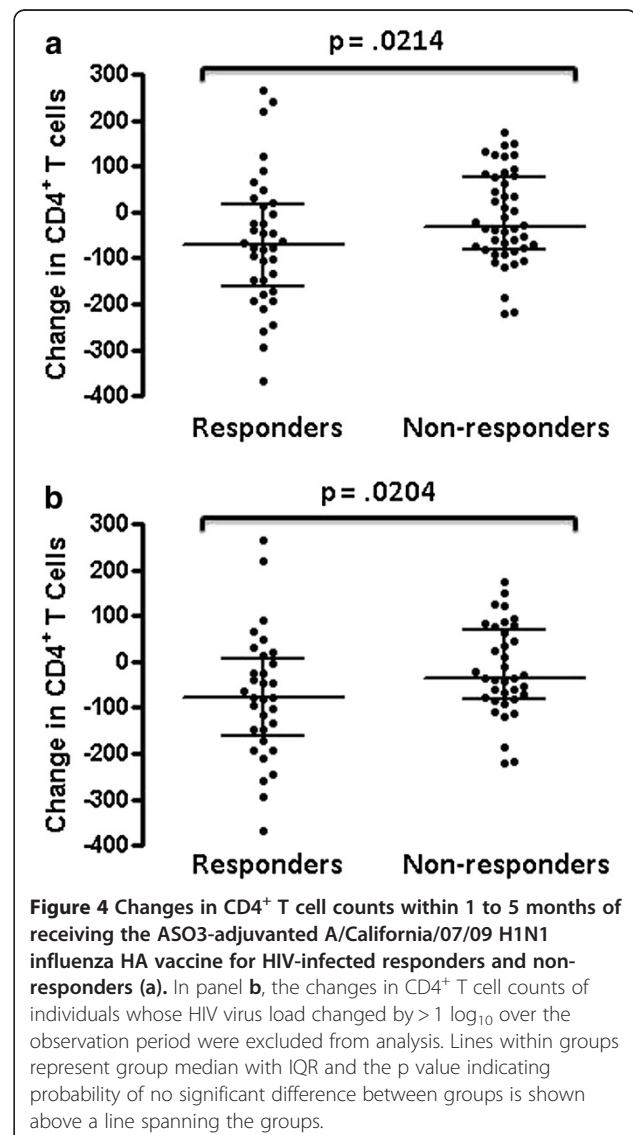 a
p = .0214
Change in CD4⁺ T cells
300
200
100
0
-100
-200
-300
-400
Responders
Non-responders
b
p = .0204
Change in CD4⁺ T Cells
300
200
100
0
-100
-200
-300
-400
Responders
Non-responders
Figure 4 Changes in CD4⁺ T cell counts within 1 to 5 months of
receiving the ASO3-adjuvanted A/California/07/09 H1N1
influenza HA vaccine for HIV-infected responders and non-
responders (a). In panel b, the changes in CD4⁺ T cell counts of
individuals whose HIV virus load changed by > 1 log₁₀ over the
observation period were excluded from analysis. Lines within groups
represent group median with IQR and the p value indicating
probability of no significant difference between groups is shown
above a line spanning the groups.